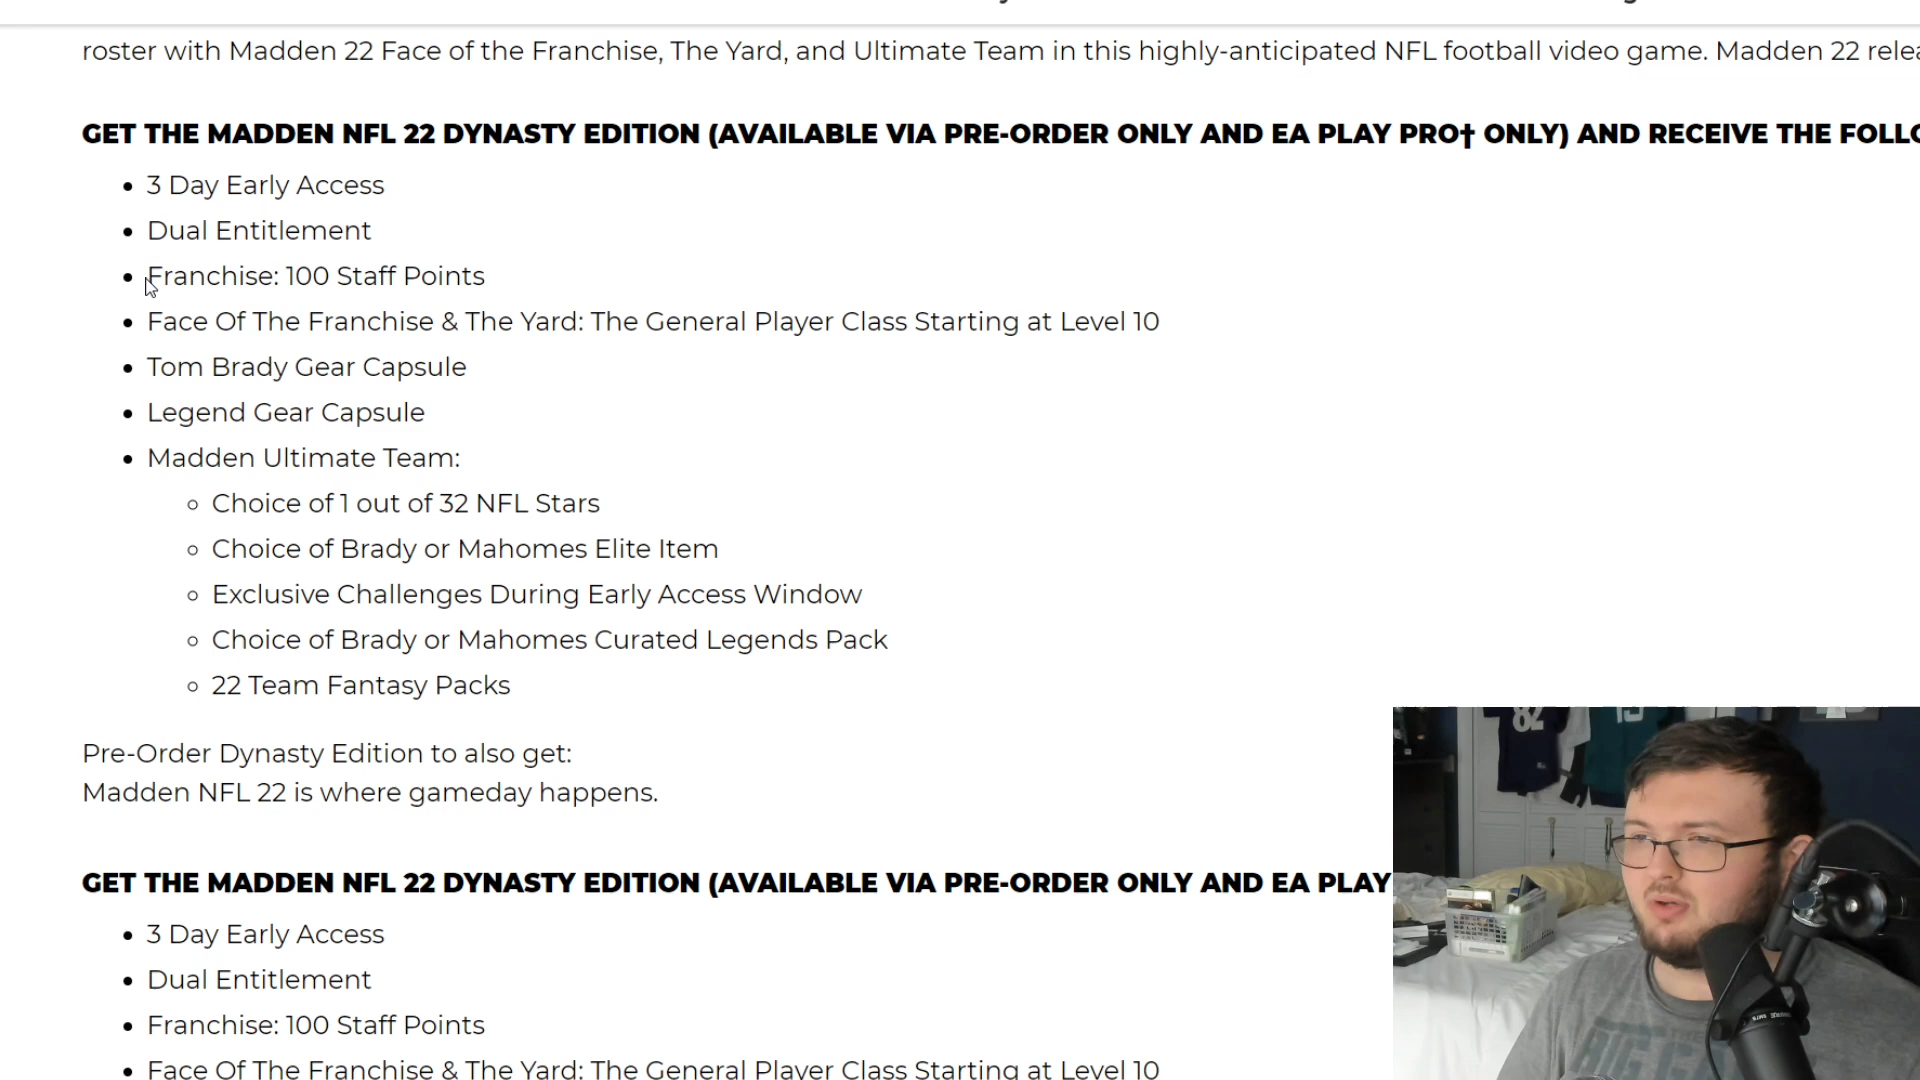 roster with Madden 22 Face of the Franchise, The Yard, and Ultimate Team in this highly-anticipated NFL football video game. Madden 22
GET THE MADDEN NFL 22 DYNASTY EDITION (AVAILABLE VIA PRE-ORDER ONLY AND EA PLAY PRO† ONLY) AND RECEIVE THE
3 Day Early Access
Dual Entitlement
Franchise: 100 Staff Points
Face Of The Franchise & The Yard: The General Player Class Starting at Level 10
Tom Brady Gear Capsule
Legend Gear Capsule
Madden Ultimate Team:
Choice of 1 out of 32 NFL Stars
Choice of Brady or Mahomes Elite Item
Exclusive Challenges During Early Access Window
Choice of Brady or Mahomes Curated Legends Pack
22 Team Fantasy Packs
Pre-Order Dynasty Edition to also get:
Madden NFL 22 is where gameday happens.
GET THE MADDEN NFL 22 DYNASTY EDITION (AVAILABLE VIA PRE-ORDER ONLY AND EA PLAY
3 Day Early Access
Dual Entitlement
Franchise: 100 Staff Points
Face Of The Franchise & The Yard: The General Player Class Starting at Level 10
82